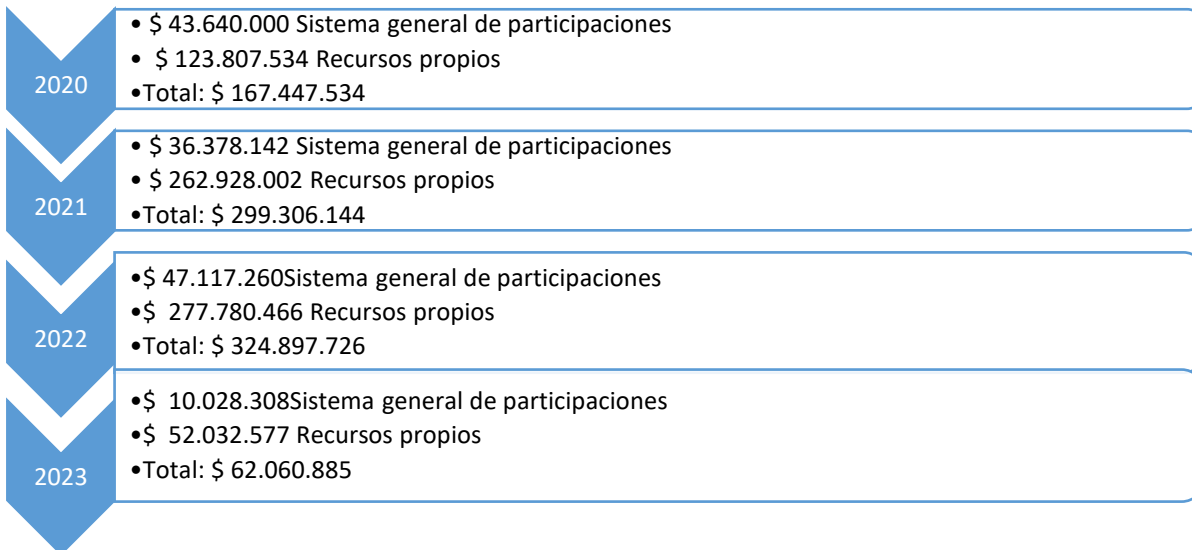 2020
• $ 43.640.000 Sistema general de participaciones
• $ 123.807.534 Recursos propios
•Total: $ 167.447.534
2021
• $ 36.378.142 Sistema general de participaciones
• $ 262.928.002 Recursos propios
•Total: $ 299.306.144
2022
•$ 47.117.260Sistema general de participaciones
•$ 277.780.466 Recursos propios
•Total: $ 324.897.726
2023
•$ 10.028.308Sistema general de participaciones
•$ 52.032.577 Recursos propios
•Total: $ 62.060.885